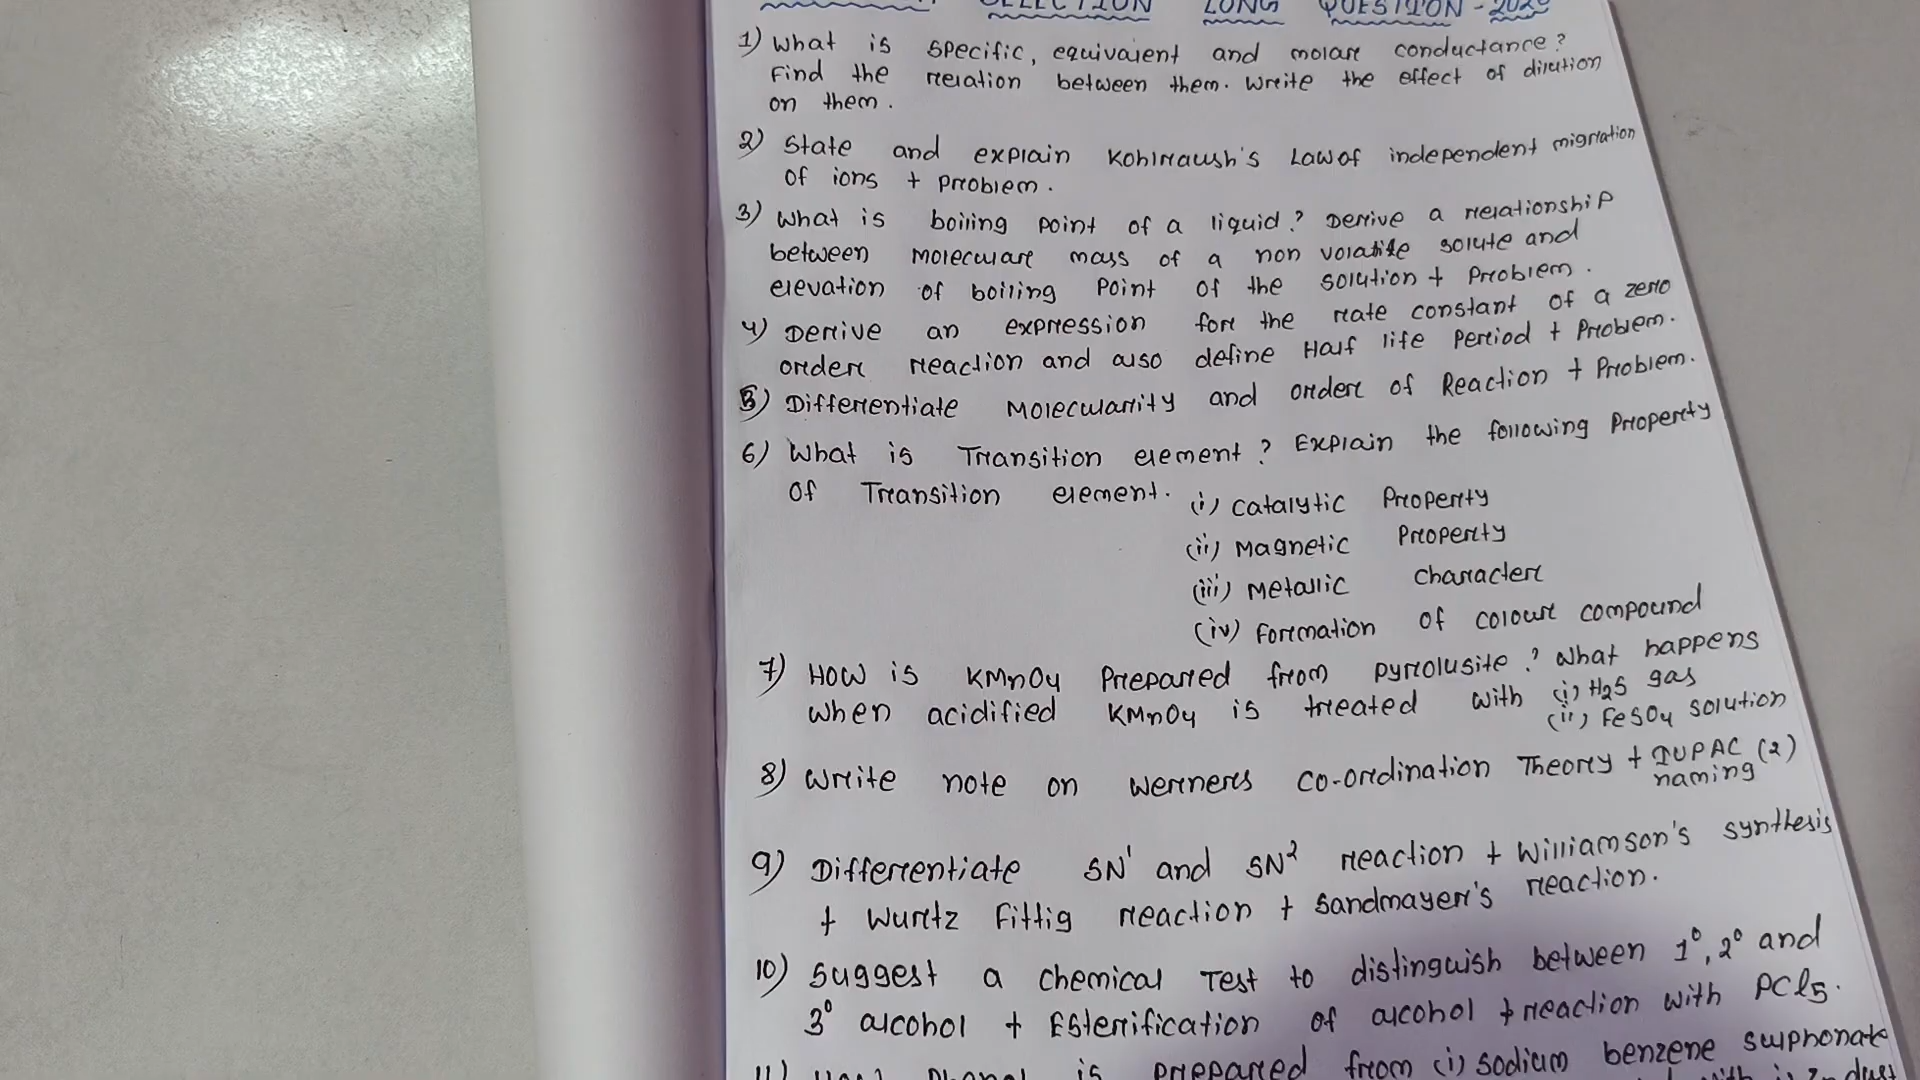 SELECTION LONG QUESTION-
1) What is specific, equivalent and molar conductance?
Find the relation between them. Write the effect of dilution
on them.
2) State and explain Kohlraush's Law of independent migration
of ions + Problem.
3) What is boiling point of a liquid? Derive a relationship
between molecular mass of a non volatile solute and
elevation of boiling point of the solution + Problem.
4) Derive an expression for the rate constant of a zero
order reaction and also define Half life Period + Problem.
5) Differentiate Molecularity and order of Reaction + Problem.
6) What is Transition element? Explain the following Property
of Transition element. (i) catalytic Property
(ii) Magnetic Property
(iii) Metallic character
(iv) Formation of colour compound
7) How is KMnO4 Prepared from pyrolusite? What happens
when acidified KMnO4 is treated with (i) H2S gas
(ii) FeSO4 solution
8) Write note on werners co-ordination Theory + IUPAC (2)
naming
9) Differentiate SN1 and SN2 reaction + Williamson's synthesis
+ Wurtz Fittig reaction + Sandmayer's reaction.
10) Suggest a chemical Test to distinguish between 1°, 2° and
3° alcohol + Esterification of alcohol + reaction with PCl5.
11) is prepared from (i) sodium benzene sulphonate